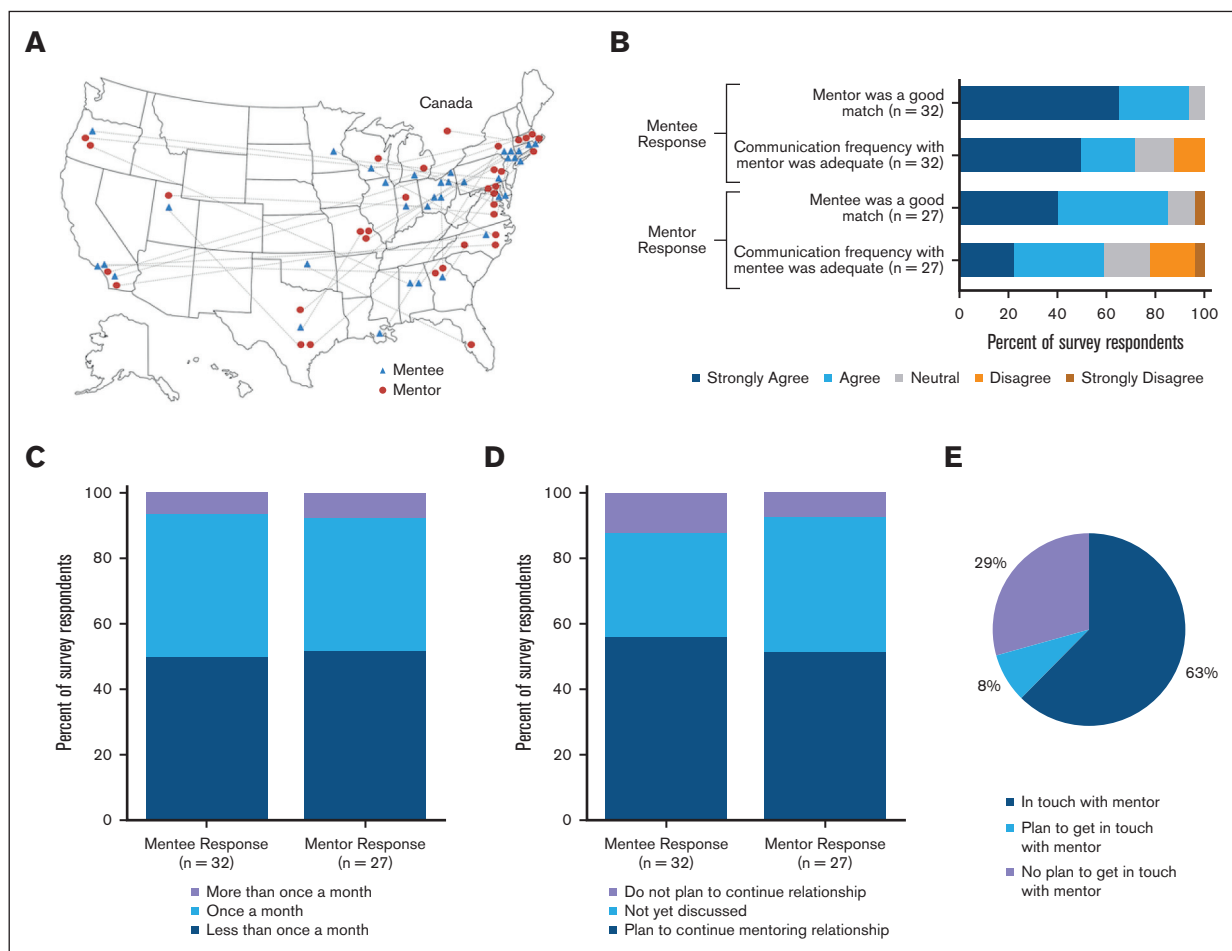 A
Canada
Mentee
Mentor
B
Mentee
Response
Mentor was a good
match (n = 32)
Communication frequency with
mentor was adequate (n = 32)
Mentor
Response
Mentee was a good
match (n = 27)
Communication frequency with
mentee was adequate (n = 27)
0 20 40 60 80 100
Percent of survey respondents
Strongly Agree Agree Neutral Disagree Strongly Disagree
C
Percent of survey respondents
100
80
60
40
20
0
Mentee Response
(n = 32)
Mentor Response
(n = 27)
More than once a month
Once a month
Less than once a month
D
Percent of survey respondents
100
80
60
40
20
0
Mentee Response
(n = 32)
Mentor Response
(n = 27)
Do not plan to continue relationship
Not yet discussed
Plan to continue mentoring relationship
E
29%
8%
63%
In touch with mentor
Plan to get in touch
with mentor
No plan to get in touch
with mentor